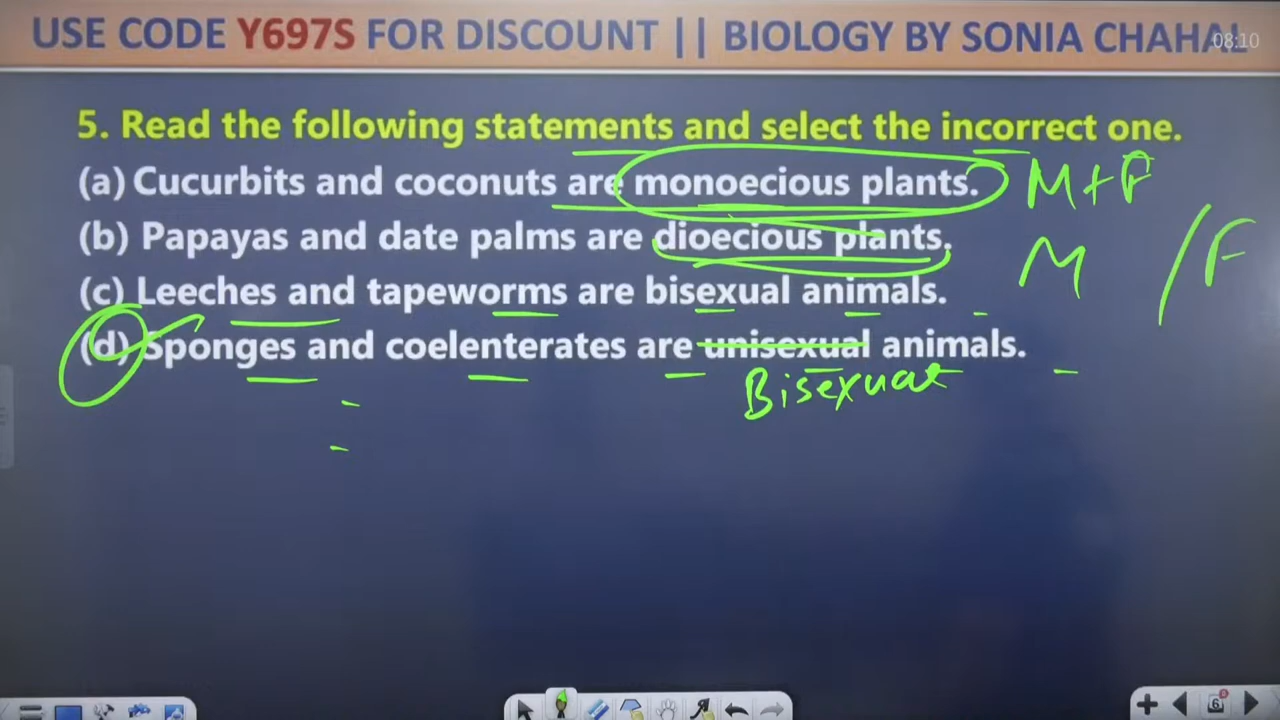 USE CODE Y697S FOR DISCOUNT || BIOLOGY BY SONIA CHAHAL
08:10
5. Read the following statements and select the incorrect one.
(a) Cucurbits and coconuts are monoecious plants. M+F
(b) Papayas and date palms are dioecious plants. M / F
(c) Leeches and tapeworms are bisexual animals.
(d) Sponges and coelenterates are unisexual animals.
Bisexual